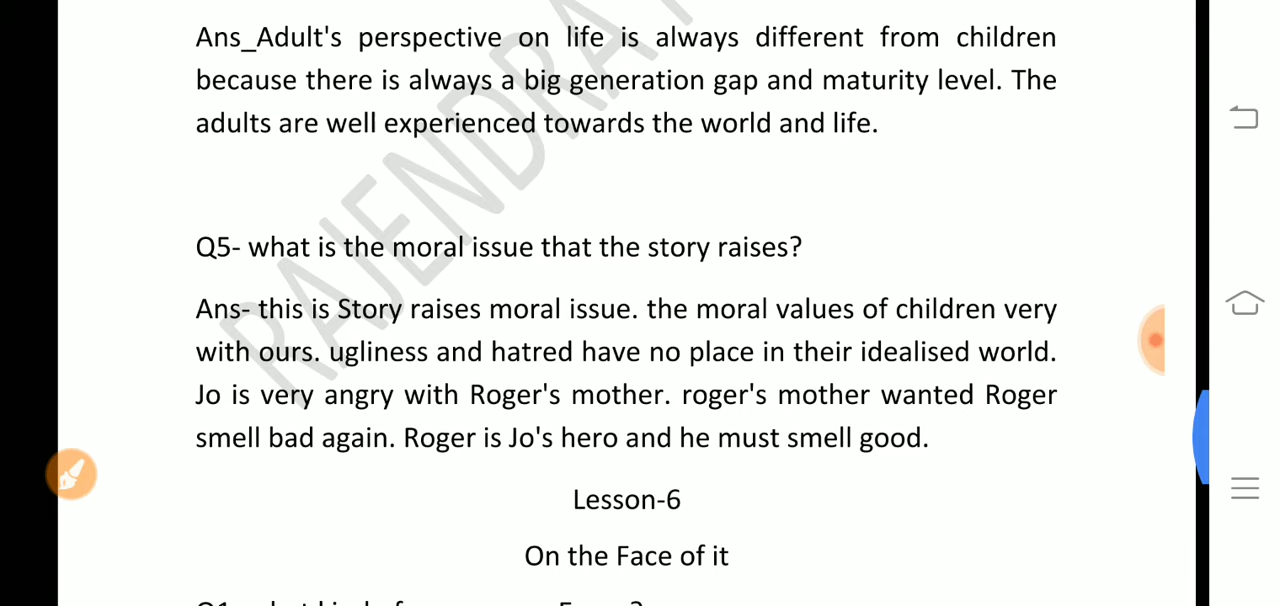 Ans_Adult's perspective on life is always different from children
because there is always a big generation gap and maturity level. The
adults are well experienced towards the world and life.
Q5- what is the moral issue that the story raises?
Ans- this is Story raises moral issue. the moral values of children very
with ours. ugliness and hatred have no place in their idealised world.
Jo is very angry with Roger's mother. roger's mother wanted Roger
smell bad again. Roger is Jo's hero and he must smell good.
Lesson-6
On the Face of it
RAJENDRA